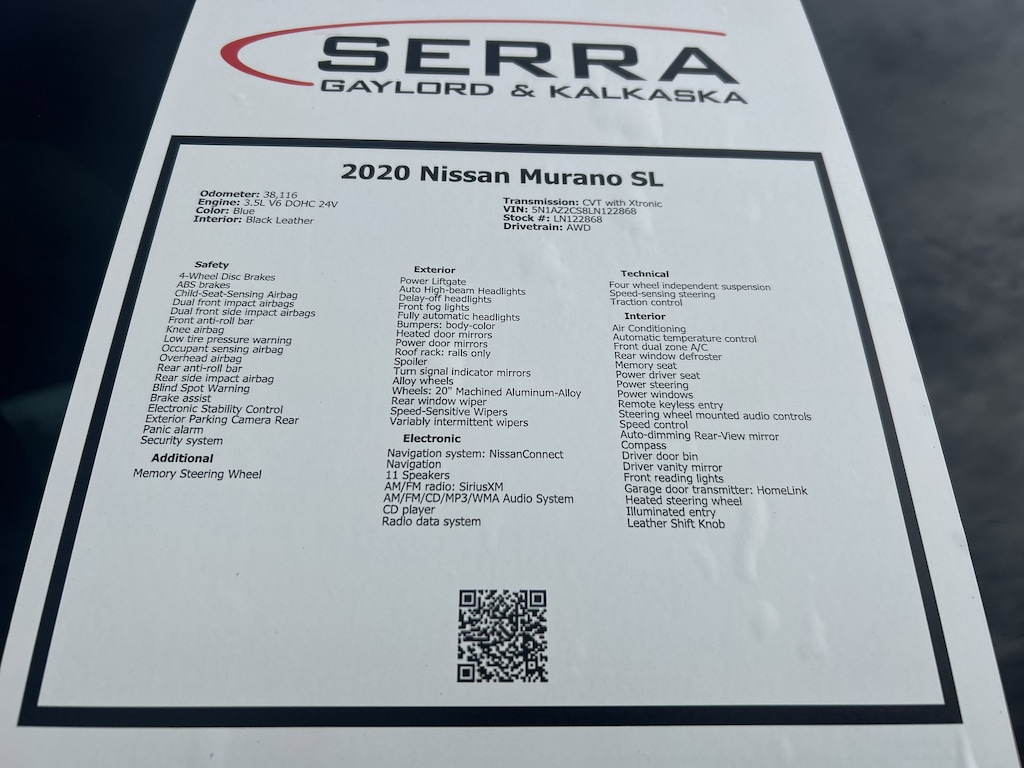 SERRA
GAYLORD & KALKASKA
2020 Nissan Murano SL
Odometer: 38,116
Engine: 3.5L V6 DOHC 24V
Color: Blue
Interior: Black Leather
Transmission: CVT with Xtronic
VIN: 5N1AZ2CS8LN122868
Stock #: LN122868
Drivetrain: AWD
Safety
4-Wheel Disc Brakes
ABS brakes
Child-Seat-Sensing Airbag
Dual front impact airbags
Dual front side impact airbags
Front anti-roll bar
Knee airbag
Low tire pressure warning
Occupant sensing airbag
Overhead airbag
Rear anti-roll bar
Rear side impact airbag
Blind Spot Warning
Brake assist
Electronic Stability Control
Exterior Parking Camera Rear
Panic alarm
Security system
Additional
Memory Steering Wheel
Exterior
Power Liftgate
Auto High-beam Headlights
Delay-off headlights
Front fog lights
Fully automatic headlights
Bumpers: body-color
Heated door mirrors
Power door mirrors
Roof rack: rails only
Spoiler
Turn signal indicator mirrors
Alloy wheels
Wheels: 20" Machined Aluminum-Alloy
Rear window wiper
Speed-Sensitive Wipers
Variably intermittent wipers
Electronic
Navigation system: NissanConnect
Navigation
11 Speakers
AM/FM radio: SiriusXM
AM/FM/CD/MP3/WMA Audio System
CD player
Radio data system
Technical
Four wheel independent suspension
Speed-sensing steering
Traction control
Interior
Air Conditioning
Automatic temperature control
Front dual zone A/C
Rear window defroster
Memory seat
Power driver seat
Power steering
Power windows
Remote keyless entry
Steering wheel mounted audio controls
Speed control
Auto-dimming Rear-View mirror
Compass
Driver door bin
Driver vanity mirror
Front reading lights
Garage door transmitter: HomeLink
Heated steering wheel
Illuminated entry
Leather Shift Knob